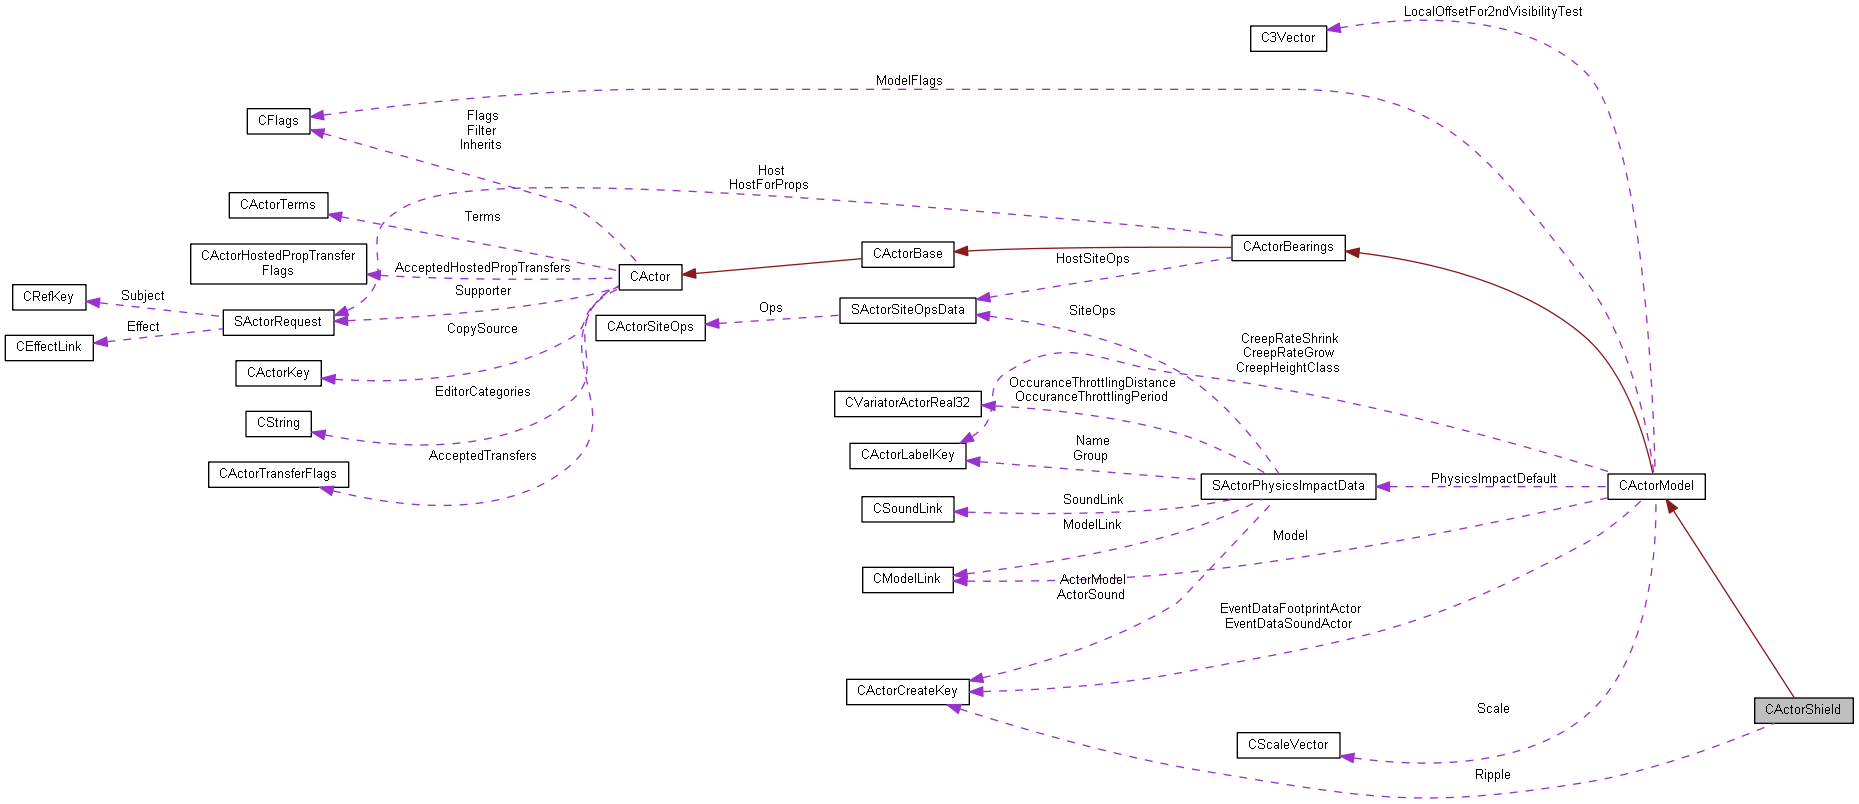 LocalOffsetFor2ndVisibilityTest
C3Vector
ModelFlags
CFlags
Flags
Filter
Inherits
Host
HostForProps
CActorTerms
Terms
CActorHostedPropTransfer
Flags
AcceptedHostedPropTransfers
CActor
CActorBase
CActorBearings
HostSiteOps
CRefKey
Subject
Supporter
SActorRequest
Effect
CEffectLink
CopySource
CActorSiteOps
Ops
SActorSiteOpsData
SiteOps
CreepRateShrink
CreepRateGrow
CreepHeightClass
CActorKey
EditorCategories
CVariatorActorReal32
OccuranceThrottlingDistance
OccuranceThrottlingPeriod
CString
AcceptedTransfers
CActorLabelKey
Name
Group
CActorTransferFlags
SActorPhysicsImpactData
PhysicsImpactDefault
CActorModel
CSoundLink
SoundLink
ModelLink
Model
CModelLink
ActorModel
ActorSound
EventDataFootprintActor
EventDataSoundActor
CActorCreateKey
Scale
CActorShield
CScaleVector
Ripple